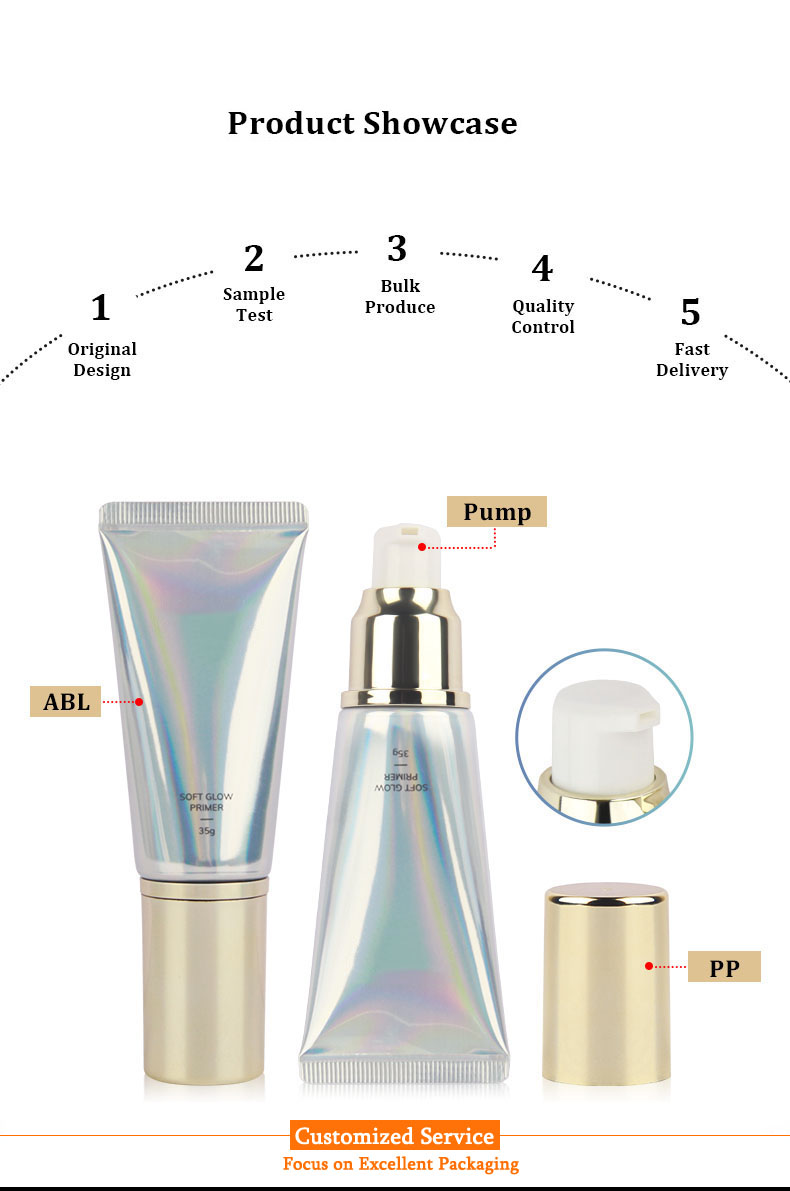 Product Showcase
1
Original
Design
2
Sample
Test
3
Bulk
Produce
4
Quality
Control
5
Fast
Delivery
Pump
ABL
SOFT GLOW
PRIMER
35g
SOFT GLOW
PRIMER
35g
PP
Customized Service
Focus on Excellent Packaging